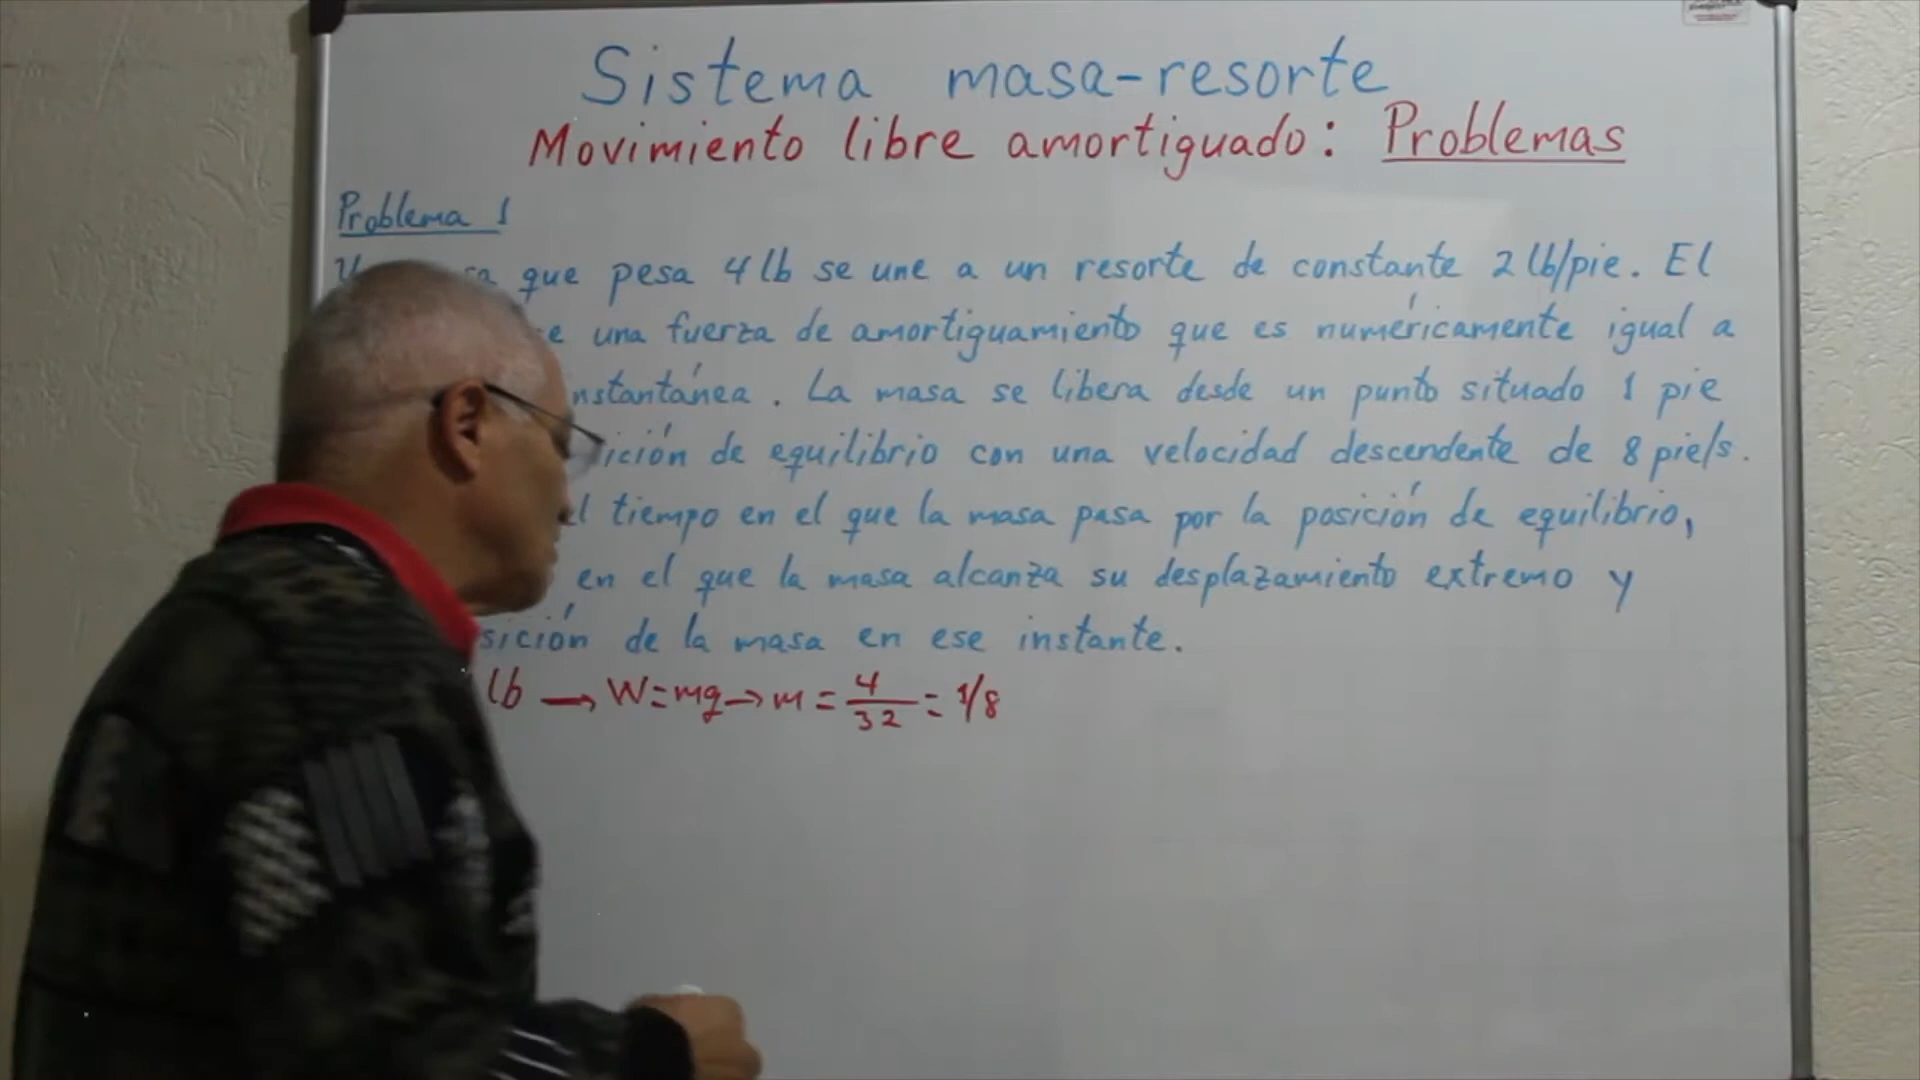 Sistema masa-resorte
Movimiento libre amortiguado: Problemas
Problema 1
que pesa 4 lb se une a un resorte de constante 2 lb/pie. El
una fuerza de amortiguamiento que es numéricamente igual a
instantánea. La masa se libera desde un punto situado 1 pie
de equilibrio con una velocidad descendente de 8 pie/s.
tiempo en el que la masa pasa por la posición de equilibrio,
en el que la masa alcanza su desplazamiento extremo y
de la masa en ese instante.
lb → W=mg → m = 4/32 = 1/8